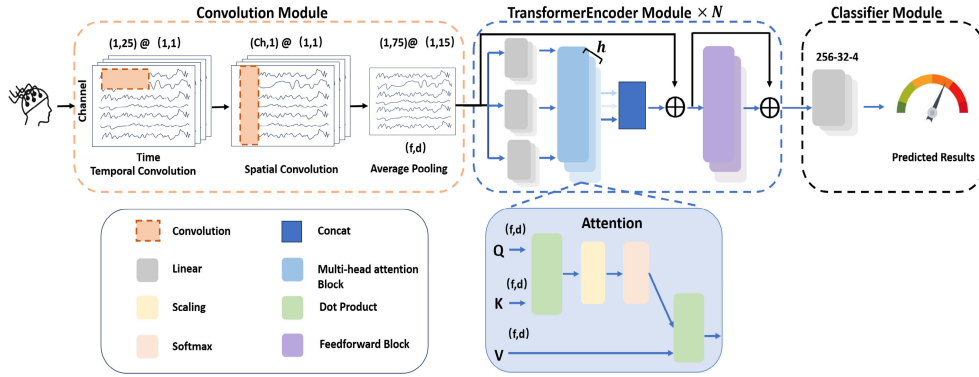 Convolution Module
TransformerEncoder Module × N
Classifier Module
(1,25) @ (1,1)
(Ch,1) @ (1,1)
(1,75) @ (1,15)
h
256-32-4
Channel
Time
Temporal Convolution
Spatial Convolution
(f,d)
Average Pooling
Predicted Results
Convolution
Concat
Linear
Multi-head attention
Block
Scaling
Dot Product
Softmax
Feedforward Block
Attention
(f,d)
Q
(f,d)
K
(f,d)
V